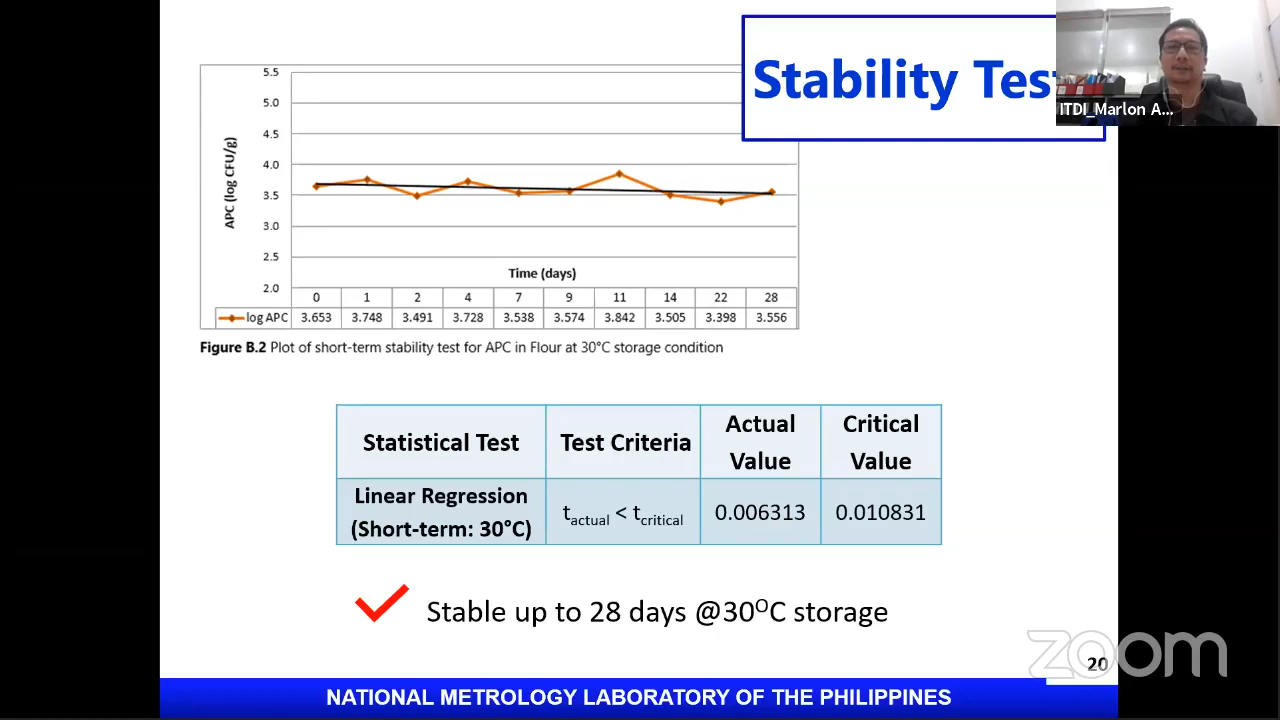 Stability Tes
ITDI_Marlon A...
5.5
5.0
4.5
4.0
3.5
3.0
2.5
2.0
APC (log CFU/g)
Time (days)
0 1 2 4 7 9 11 14 22 28
log APC 3.653 3.748 3.491 3.728 3.538 3.574 3.842 3.505 3.398 3.556
Figure B.2 Plot of short-term stability test for APC in Flour at 30°C storage condition
Statistical Test Test Criteria Actual Value Critical Value
Linear Regression (Short-term: 30°C) tactual < tcritical 0.006313 0.010831
Stable up to 28 days @30OC storage
zoom
20
NATIONAL METROLOGY LABORATORY OF THE PHILIPPINES